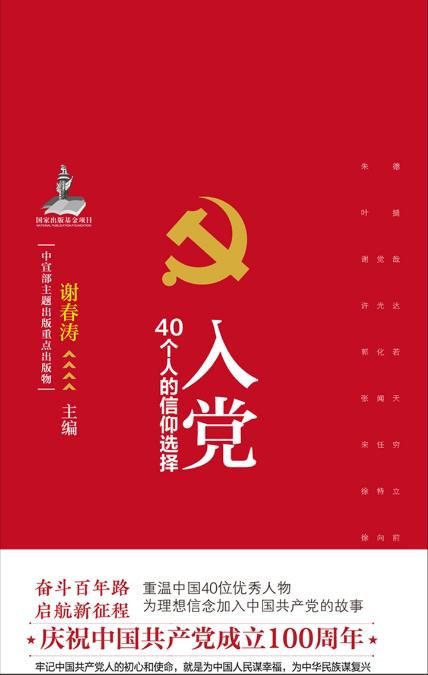 国家出版基金项目
NATIONAL PUBLICATION FOUNDATION
中宣部主题出版重点出版物
谢春涛
主编
入党
40个人的信仰选择
朱德
叶挺
谢觉哉
许光达
郭化若
张闻天
宋任穷
徐特立
徐向前
奋斗百年路
启航新征程
重温中国40位优秀人物
为理想信念加入中国共产党的故事
★庆祝中国共产党成立100周年★
牢记中国共产党人的初心和使命，就是为中国人民谋幸福，为中华民族谋复兴